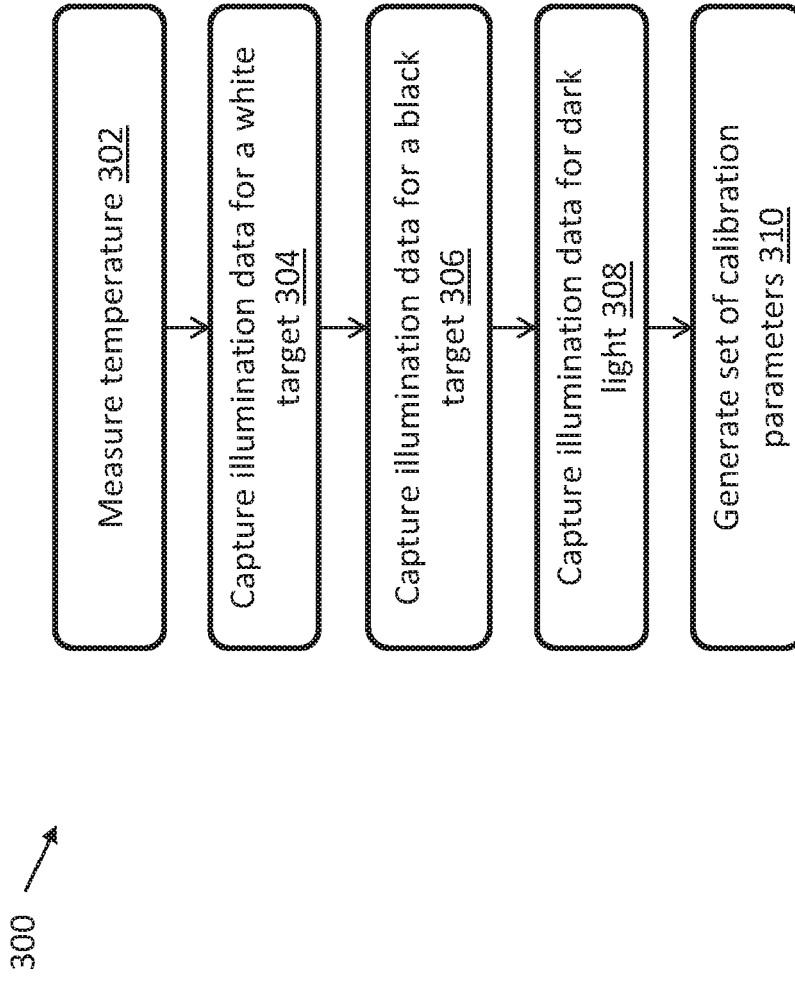 300
Measure temperature 302
Capture illumination data for a white
target 304
Capture illumination data for a black
target 306
Capture illumination data for dark
light 308
Generate set of calibration
parameters 310